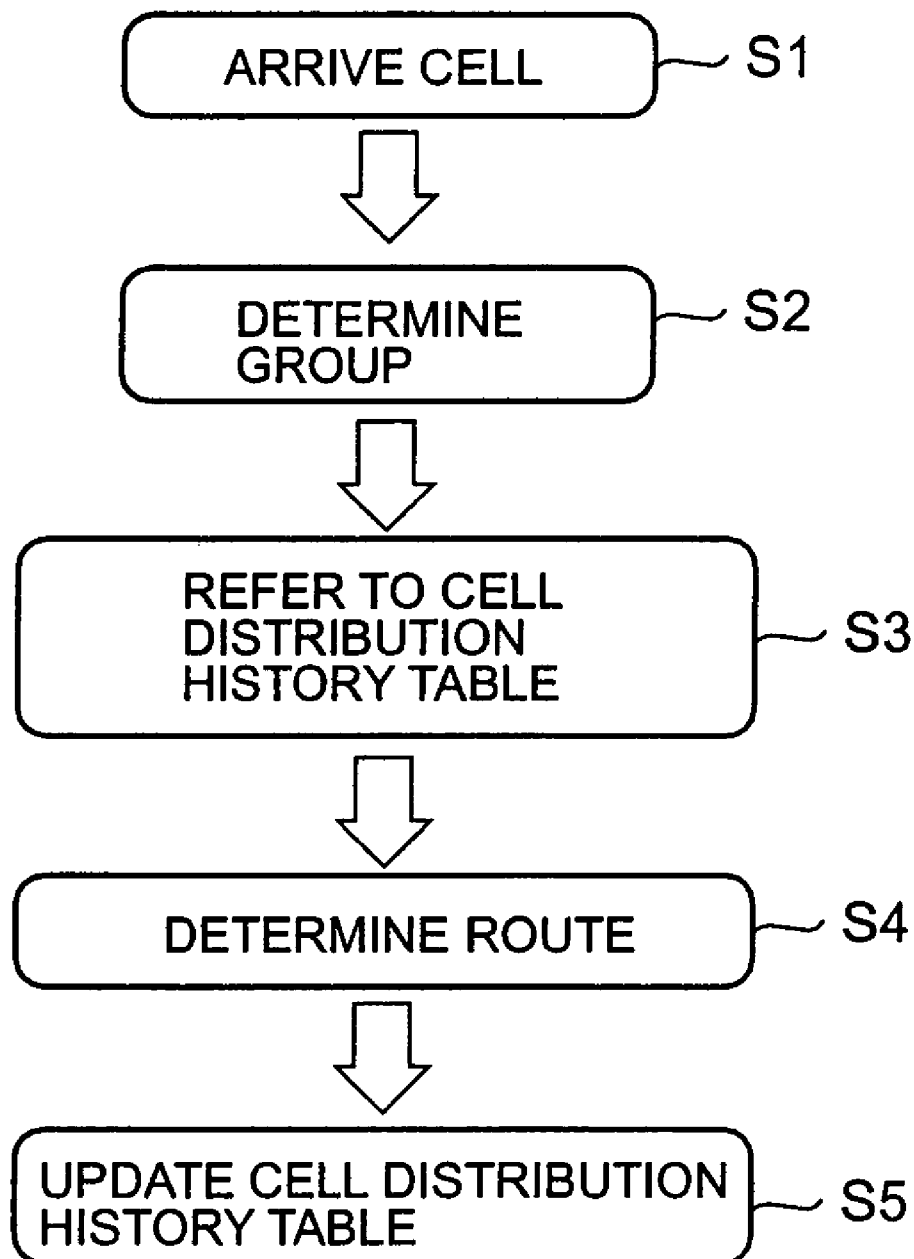 ARRIVE CELL
S1
DETERMINE
GROUP
S2
REFER TO CELL
DISTRIBUTION
HISTORY TABLE
S3
DETERMINE ROUTE
S4
UPDATE CELL DISTRIBUTION
HISTORY TABLE
S5